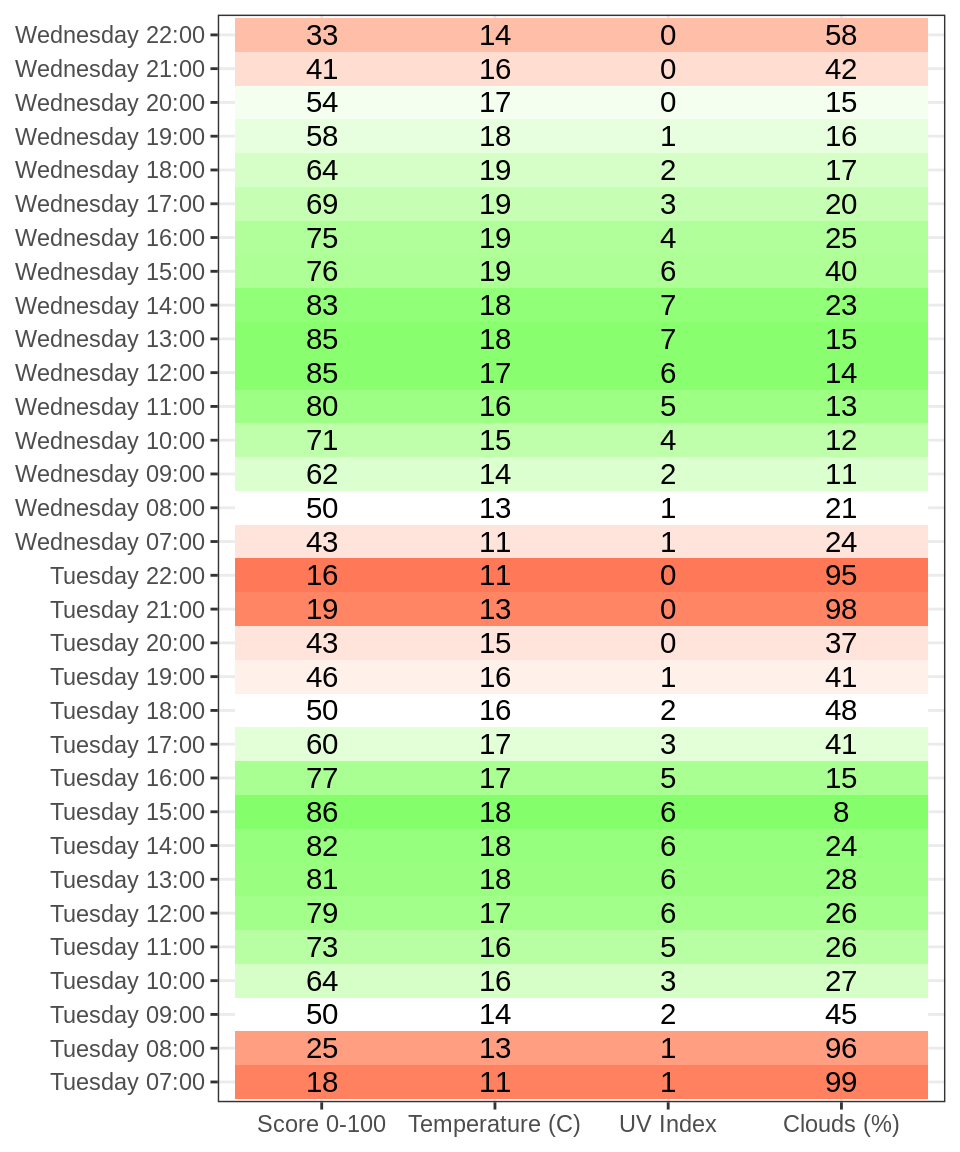 Wednesday 22:00 33 14 0 58
Wednesday 21:00 41 16 0 42
Wednesday 20:00 54 17 0 15
Wednesday 19:00 58 18 1 16
Wednesday 18:00 64 19 2 17
Wednesday 17:00 69 19 3 20
Wednesday 16:00 75 19 4 25
Wednesday 15:00 76 19 6 40
Wednesday 14:00 83 18 7 23
Wednesday 13:00 85 18 7 15
Wednesday 12:00 85 17 6 14
Wednesday 11:00 80 16 5 13
Wednesday 10:00 71 15 4 12
Wednesday 09:00 62 14 2 11
Wednesday 08:00 50 13 1 21
Wednesday 07:00 43 11 1 24
Tuesday 22:00 16 11 0 95
Tuesday 21:00 19 13 0 98
Tuesday 20:00 43 15 0 37
Tuesday 19:00 46 16 1 41
Tuesday 18:00 50 16 2 48
Tuesday 17:00 60 17 3 41
Tuesday 16:00 77 17 5 15
Tuesday 15:00 86 18 6 8
Tuesday 14:00 82 18 6 24
Tuesday 13:00 81 18 6 28
Tuesday 12:00 79 17 6 26
Tuesday 11:00 73 16 5 26
Tuesday 10:00 64 16 3 27
Tuesday 09:00 50 14 2 45
Tuesday 08:00 25 13 1 96
Tuesday 07:00 18 11 1 99
Score 0-100 Temperature (C) UV Index Clouds (%)